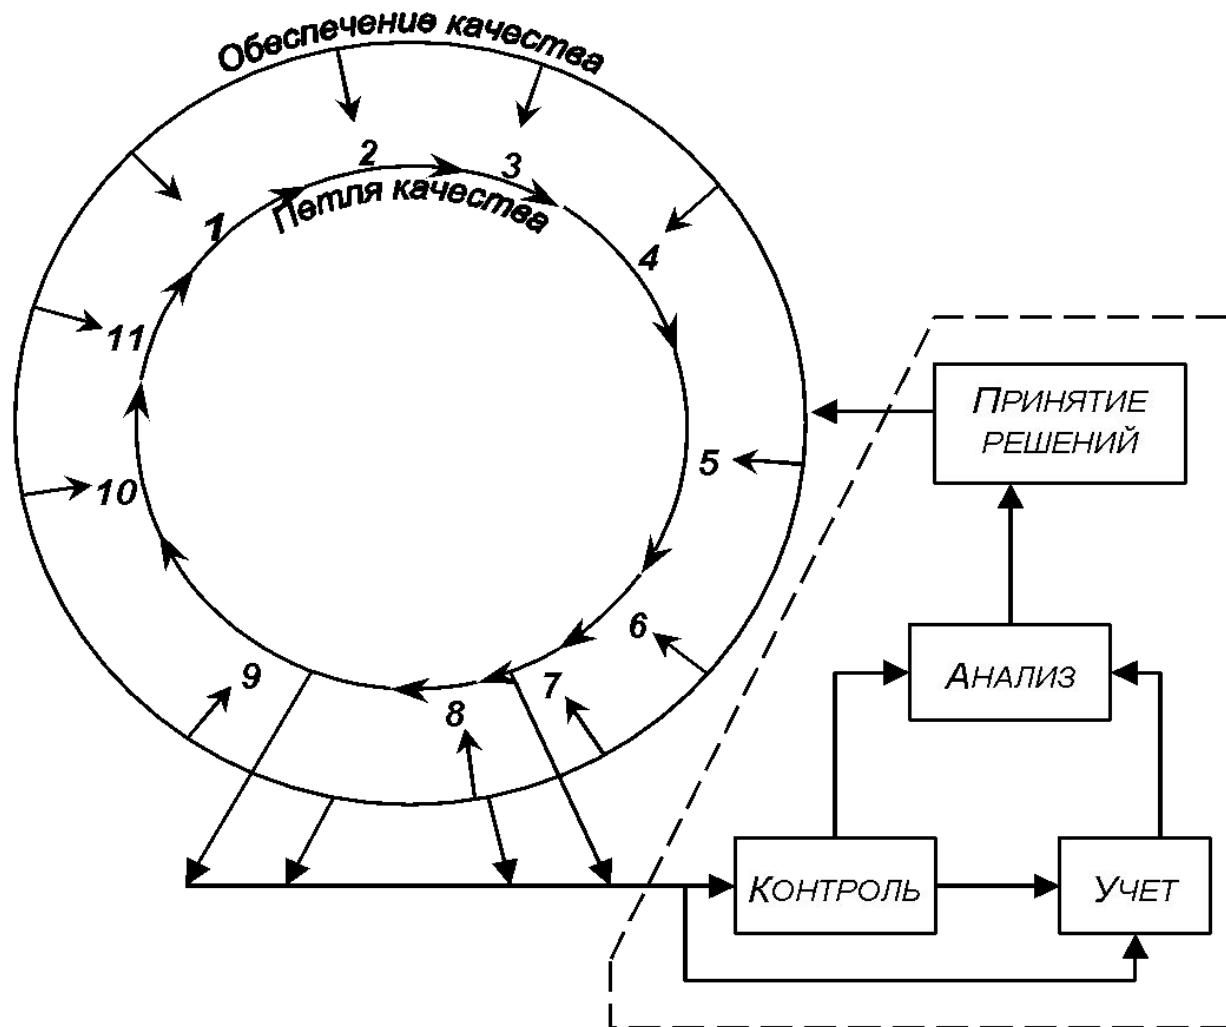 Обеспечение качества
2
3
Петля качества
1
4
11
ПРИНЯТИЕ
РЕШЕНИЙ
5
10
6
9
7
АНАЛИЗ
8
КОНТРОЛЬ
УЧЕТ